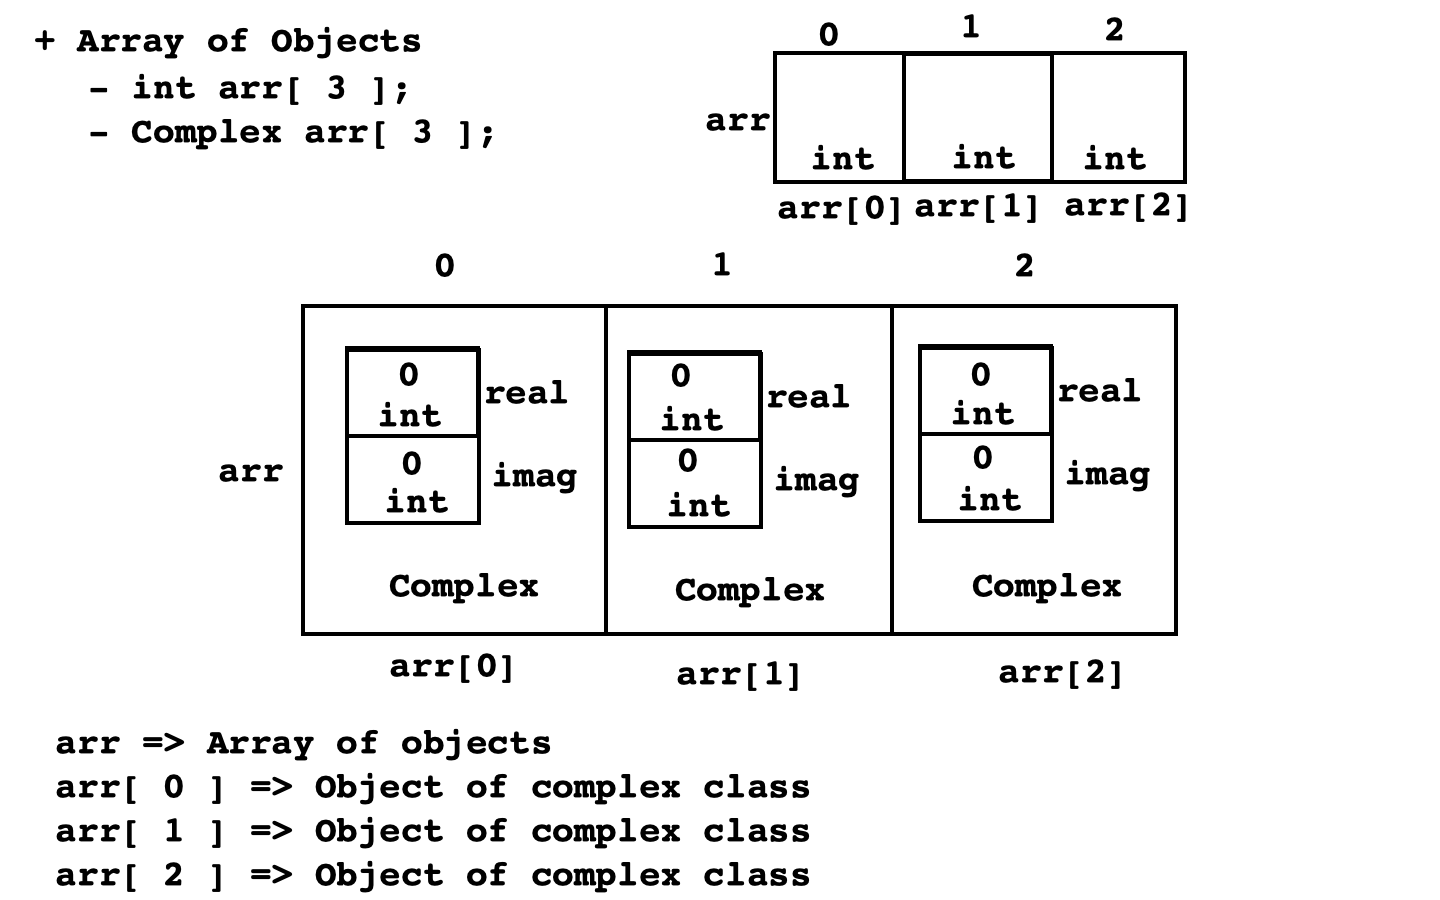 + Array of Objects
- int arr[ 3 ];
- Complex arr[ 3 ];
0 1 2
arr
int int int
arr[0] arr[1] arr[2]
0 1 2
0 real 0 real 0 real
int int int
arr
0 imag 0 imag 0 imag
int int int
Complex Complex Complex
arr[0] arr[1] arr[2]
arr => Array of objects
arr[ 0 ] => Object of complex class
arr[ 1 ] => Object of complex class
arr[ 2 ] => Object of complex class